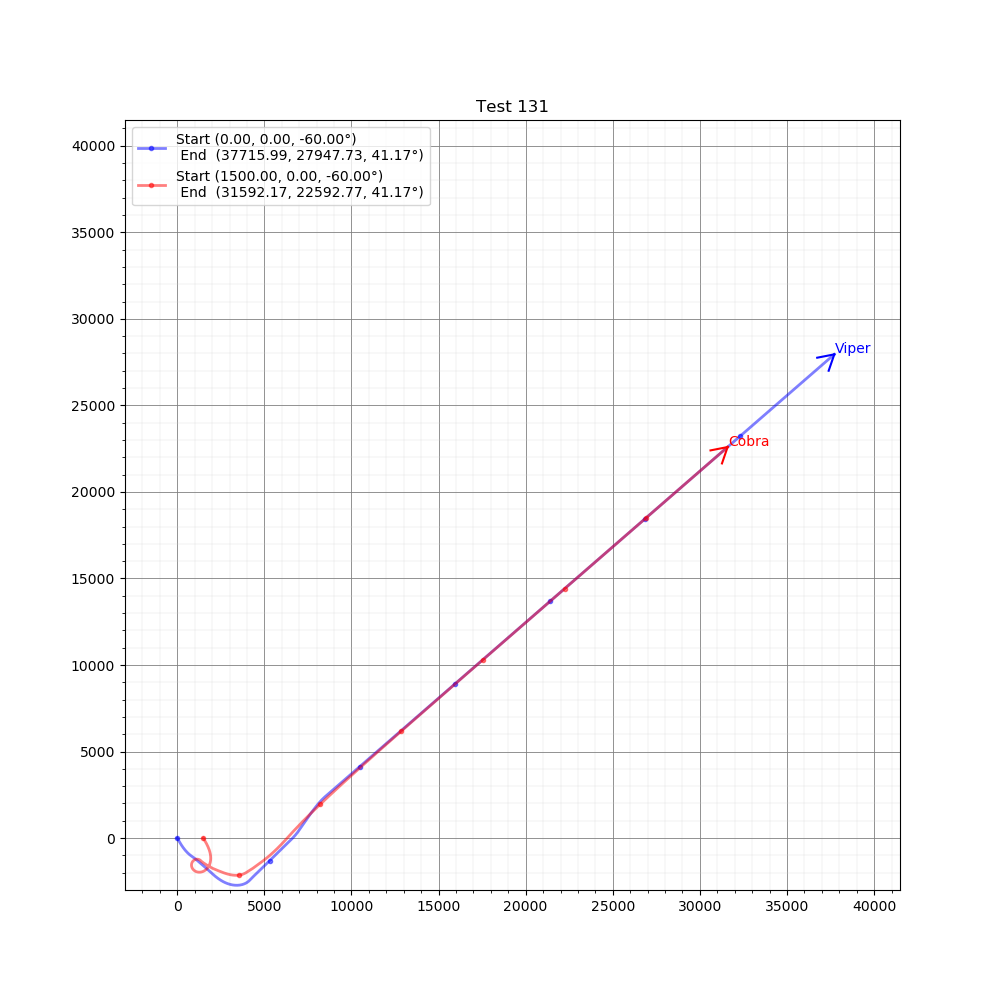 Test 131
Start (0.00, 0.00, -60.00°)
End (37715.99, 27947.73, 41.17°)
Start (1500.00, 0.00, -60.00°)
End (31592.17, 22592.77, 41.17°)
40000
35000
30000
25000
20000
15000
10000
5000
0
Viper
Cobra
0 5000 10000 15000 20000 25000 30000 35000 40000